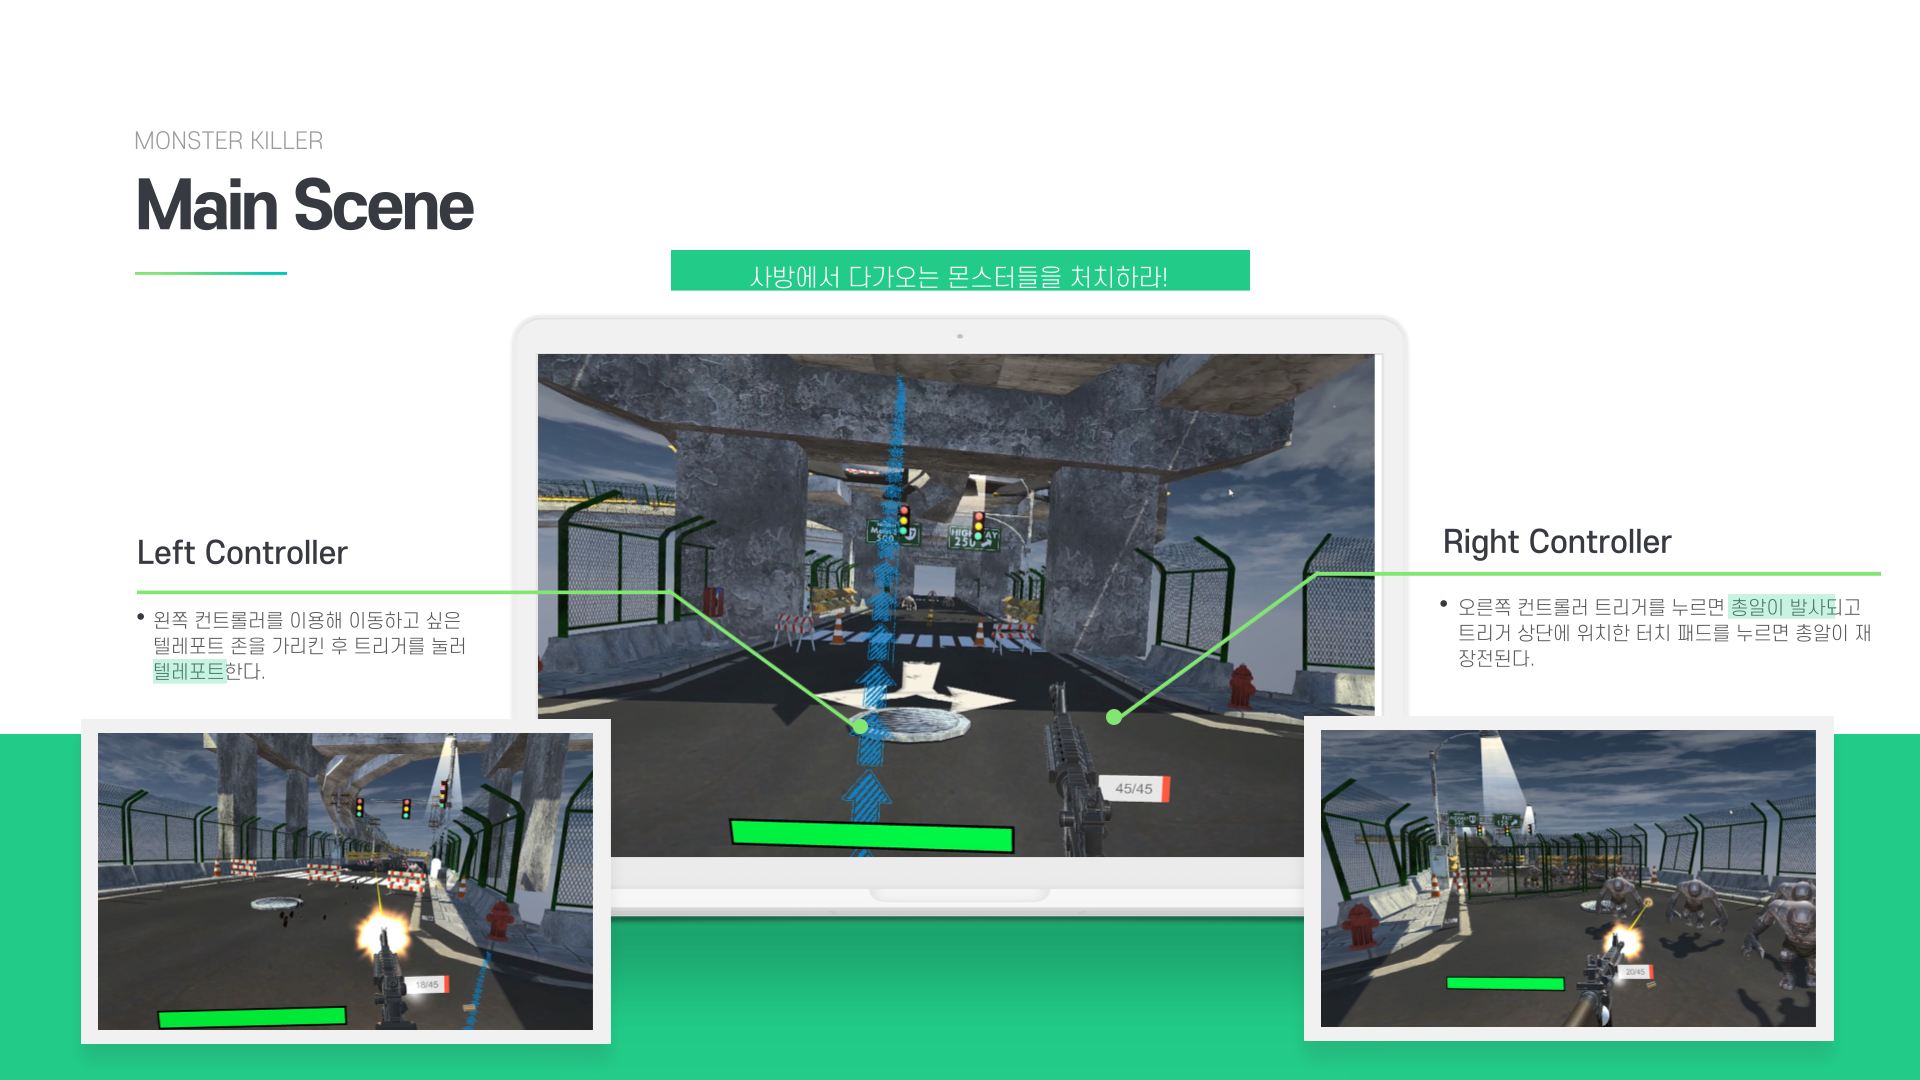 MONSTER KILLER
Main Scene
사방에서 다가오는 몬스터들을 처치하라!
Left Controller
• 왼쪽 컨트롤러를 이용해 이동하고 싶은
텔레포트 존을 가리킨 후 트리거를 눌러
텔레포트한다.
Right Controller
• 오른쪽 컨트롤러 트리거를 누르면 총알이 발사되고
트리거 상단에 위치한 터치 패드를 누르면 총알이 재
장전된다.
HIGHWAY
250
45/45
18/45
20/45